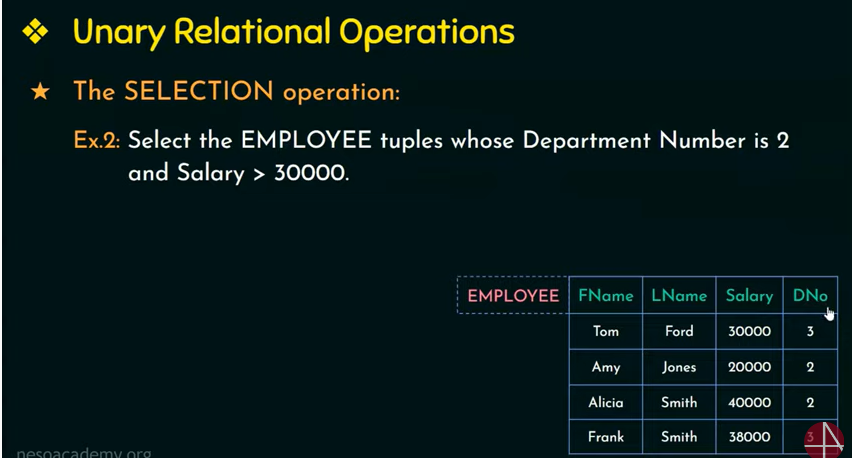 Unary Relational Operations
The SELECTION operation:
Ex.2: Select the EMPLOYEE tuples whose Department Number is 2
and Salary > 30000.
EMPLOYEE FName LName Salary DNo
Tom Ford 30000 3
Amy Jones 20000 2
Alicia Smith 40000 2
Frank Smith 38000 3
nesoacademy.org